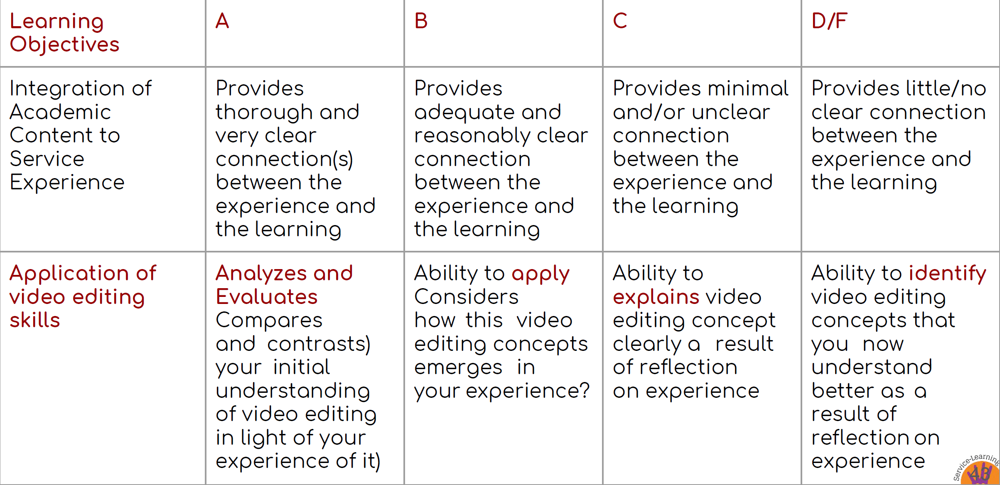 Learning
Objectives
A
B
C
D/F
Integration of
Academic
Content to
Service
Experience
Provides
thorough and
very clear
connection(s)
between the
experience and
the learning
Provides
adequate and
reasonably clear
connection
between the
experience and
the learning
Provides minimal
and/or unclear
connection
between the
experience and
the learning
Provides little/no
clear connection
between the
experience and
the learning
Application of
video editing
skills
Analyzes and
Evaluates
Compares
and contrasts)
your initial
understanding
of video editing
in light of your
experience of it)
Ability to apply
Considers
how this video
editing concepts
emerges in
your experience?
Ability to
explains video
editing concept
clearly a result
of reflection
on experience
Ability to identify
video editing
concepts that
you now
understand
better as a
result of
reflection on
experience
Service-Learning
43